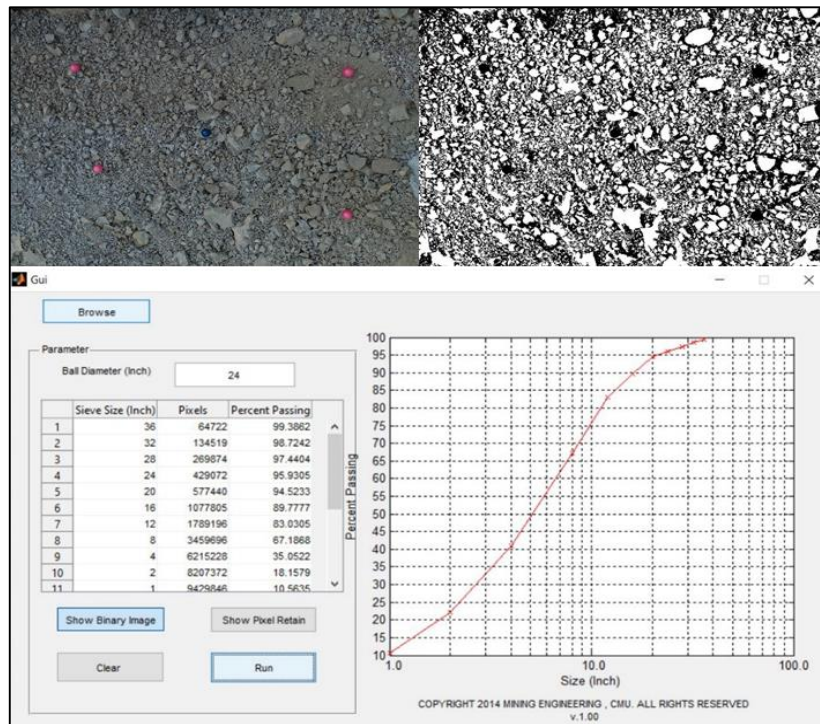 Gui
Browse
Parameter
Ball Diameter (Inch) 24
Sieve Size (Inch) Pixels Percent Passing
1 36 64722 99.3862
2 32 134519 98.7242
3 28 269874 97.4404
4 24 429072 95.9305
5 20 577440 94.5233
6 16 1077805 89.7777
7 12 1789196 83.0305
8 8 3459696 67.1868
9 4 6215228 35.0522
10 2 8207372 18.1579
11 1 9429846 10.5635
Show Binary Image Show Pixel Retain
Clear Run
Percent Passing
100
95
90
85
80
75
70
65
60
55
50
45
40
35
30
25
20
15
10
1.0 10.0 100.0
Size (Inch)
COPYRIGHT 2014 MINING ENGINEERING , CMU. ALL RIGHTS RESERVED
v.1.00